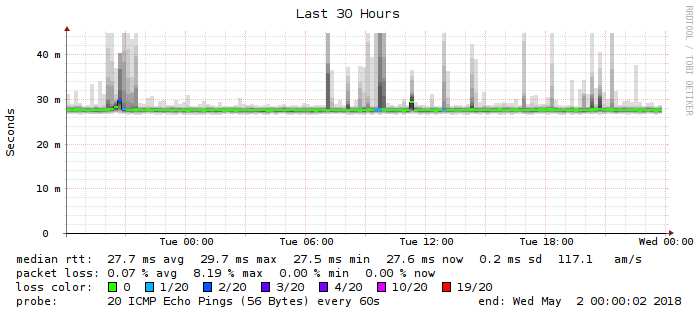 Last 30 Hours
RRDTOOL / TOBI OETIKER
Seconds
40 m
30 m
20 m
10 m
0
Tue 00:00 Tue 06:00 Tue 12:00 Tue 18:00 Wed 00:00
median rtt: 27.7 ms avg 29.7 ms max 27.5 ms min 27.6 ms now 0.2 ms sd 117.1 am/s
packet loss: 0.07 % avg 8.19 % max 0.00 % min 0.00 % now
loss color: 0 1/20 2/20 3/20 4/20 10/20 19/20
probe: 20 ICMP Echo Pings (56 Bytes) every 60s end: Wed May 2 00:00:02 2018